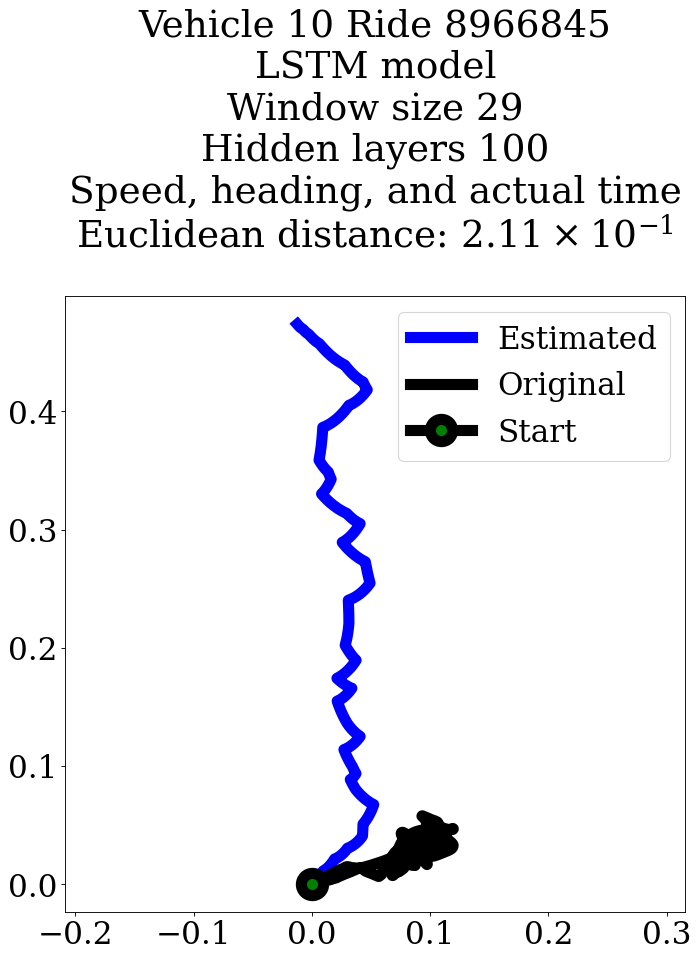 Vehicle 10 Ride 8966845
LSTM model
Window size 29
Hidden layers 100
Speed, heading, and actual time
Euclidean distance: 2.11 × 10⁻¹
Estimated
Original
Start
0.4
0.3
0.2
0.1
0.0
−0.2 −0.1 0.0 0.1 0.2 0.3